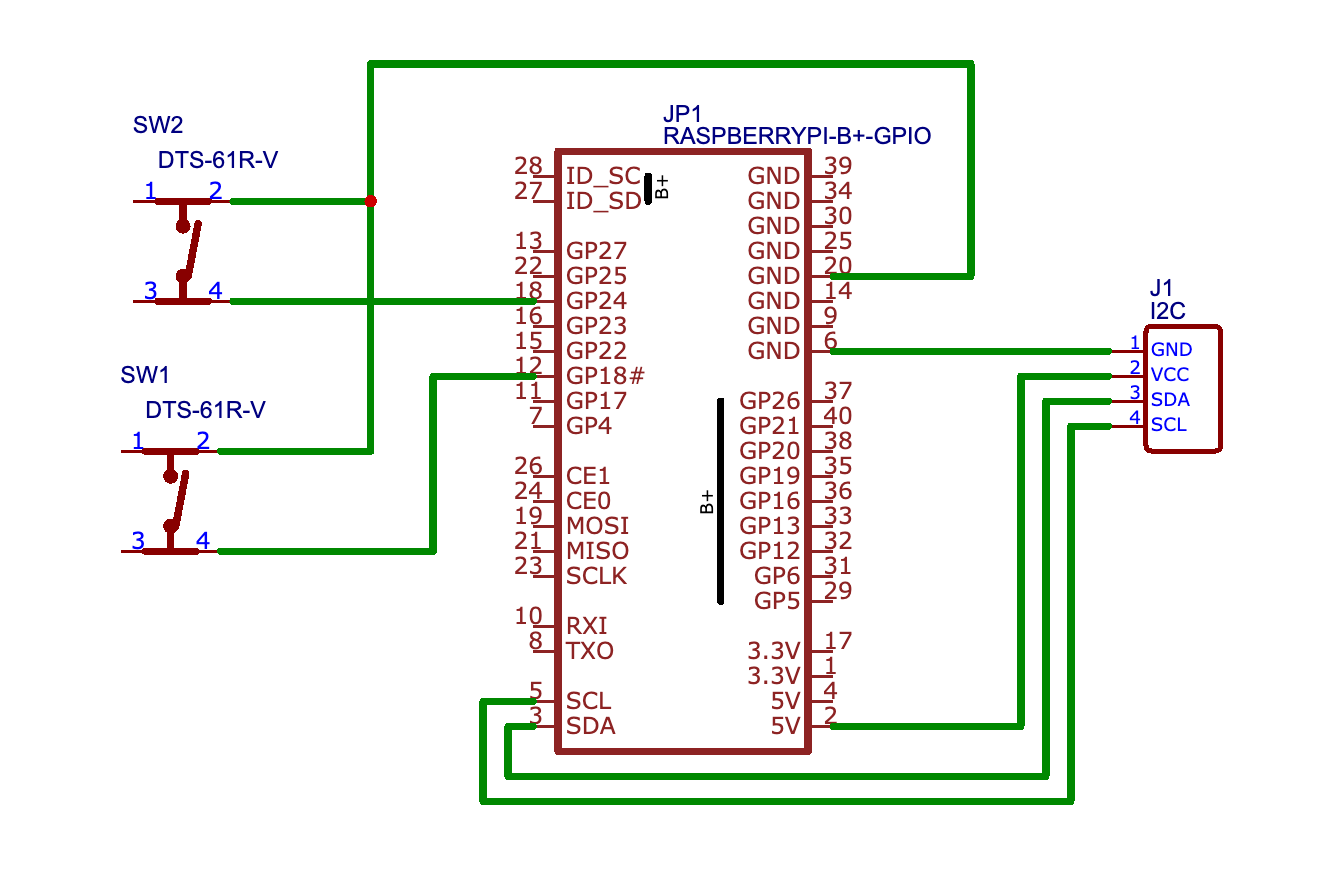 SW2
DTS-61R-V
1 2
3 4
SW1
DTS-61R-V
1 2
3 4
JP1
RASPBERRYPI-B+-GPIO
28 ID_SC
27 ID_SD
B+
13 GP27
22 GP25
18 GP24
16 GP23
15 GP22
12 GP18#
11 GP17
7 GP4
26 CE1
24 CE0
19 MOSI
21 MISO
23 SCLK
10 RXI
8 TXO
5 SCL
3 SDA
GND 39
GND 34
GND 30
GND 25
GND 20
GND 14
GND 9
GND 6
B+
GP26 37
GP21 40
GP20 38
GP19 35
GP16 36
GP13 33
GP12 32
GP6 31
GP5 29
3.3V 17
3.3V 1
5V 4
5V 2
J1
I2C
1 GND
2 VCC
3 SDA
4 SCL